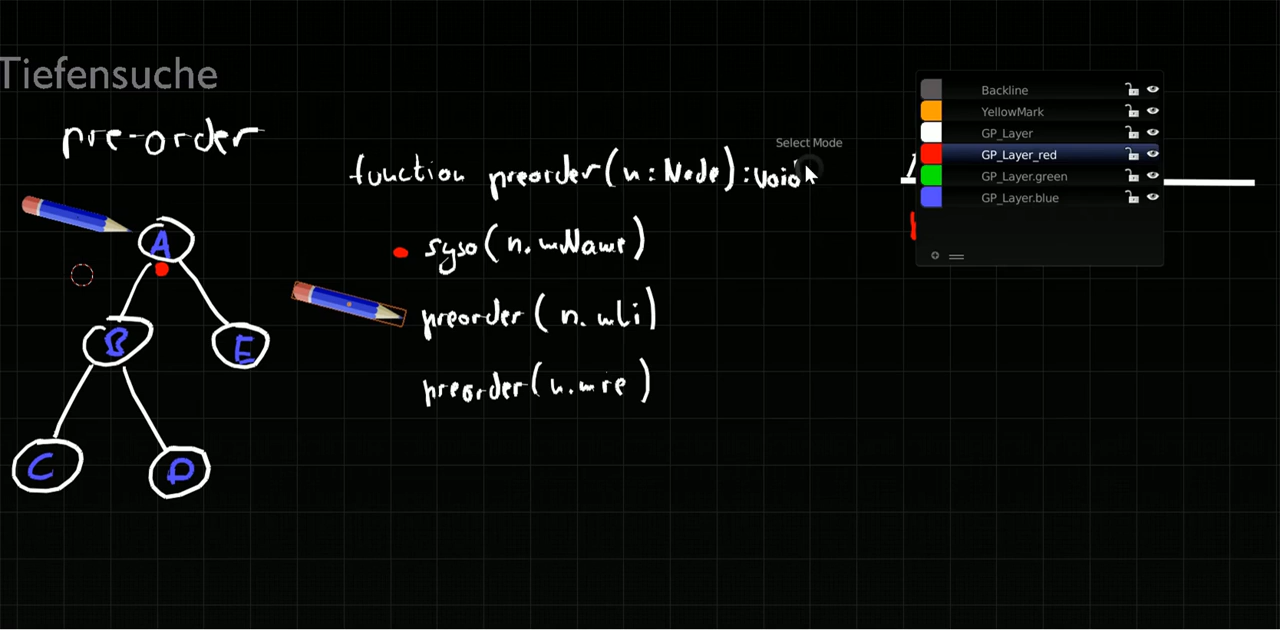 Tiefensuche
pre-order
function preorder(n:Node):void
syso(n.mName)
preorder(n.mli)
preorder(n.mre)
A
B
E
C
D
Select Mode
Backline
YellowMark
GP_Layer
GP_Layer_red
GP_Layer.green
GP_Layer.blue